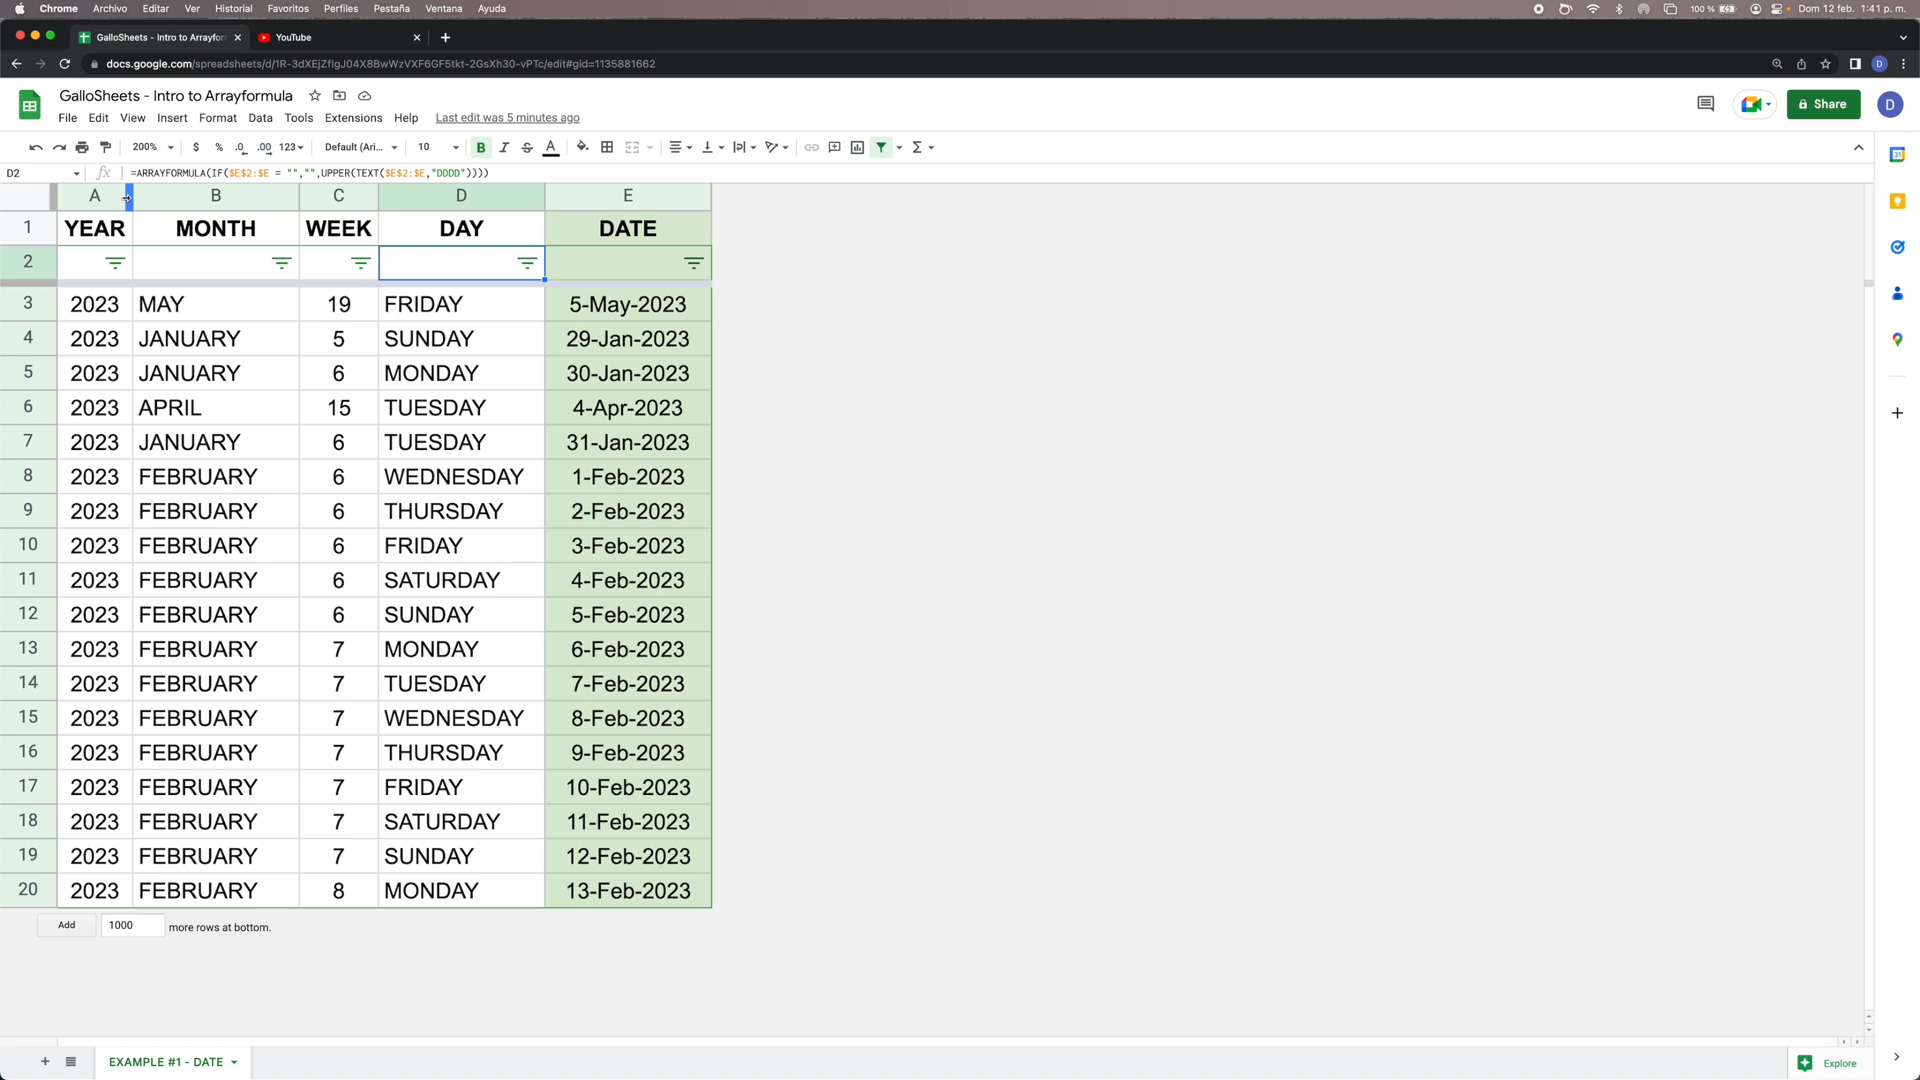 Chrome Archivo Editar Ver Historial Favoritos Perfiles Pestaña Ventana Ayuda 100 % Dom 12 feb. 1:41 p. m.
GalloSheets - Intro to Arrayfor YouTube
docs.google.com/spreadsheets/d/1R-3dXEjZfIgJ04X8BwWzVXF6GF5tkt-2GsXh30-vPTc/edit#gid=1135881662
GalloSheets - Intro to Arrayformula
Share
D
File Edit View Insert Format Data Tools Extensions Help Last edit was 5 minutes ago
200% $ % .0 .00 123 Default (Ari... 10 B I S A
D2 fx =ARRAYFORMULA(IF($E$2:$E = "","",UPPER(TEXT($E$2:$E,"DDDD"))))
A B C D E
1 YEAR MONTH WEEK DAY DATE
2
3 2023 MAY 19 FRIDAY 5-May-2023
4 2023 JANUARY 5 SUNDAY 29-Jan-2023
5 2023 JANUARY 6 MONDAY 30-Jan-2023
6 2023 APRIL 15 TUESDAY 4-Apr-2023
7 2023 JANUARY 6 TUESDAY 31-Jan-2023
8 2023 FEBRUARY 6 WEDNESDAY 1-Feb-2023
9 2023 FEBRUARY 6 THURSDAY 2-Feb-2023
10 2023 FEBRUARY 6 FRIDAY 3-Feb-2023
11 2023 FEBRUARY 6 SATURDAY 4-Feb-2023
12 2023 FEBRUARY 6 SUNDAY 5-Feb-2023
13 2023 FEBRUARY 7 MONDAY 6-Feb-2023
14 2023 FEBRUARY 7 TUESDAY 7-Feb-2023
15 2023 FEBRUARY 7 WEDNESDAY 8-Feb-2023
16 2023 FEBRUARY 7 THURSDAY 9-Feb-2023
17 2023 FEBRUARY 7 FRIDAY 10-Feb-2023
18 2023 FEBRUARY 7 SATURDAY 11-Feb-2023
19 2023 FEBRUARY 7 SUNDAY 12-Feb-2023
20 2023 FEBRUARY 8 MONDAY 13-Feb-2023
Add 1000 more rows at bottom.
EXAMPLE #1 - DATE Explore